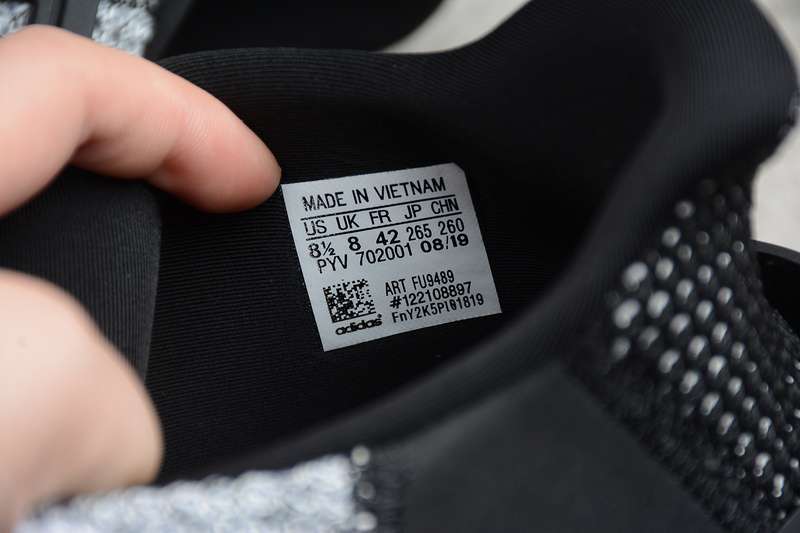 MADE IN VIETNAM
US UK FR JP CHN
8½ 8 42 265 260
PYV 702001 08/19
ART FU9489
#122108897
FnY2K5P181819
adidas